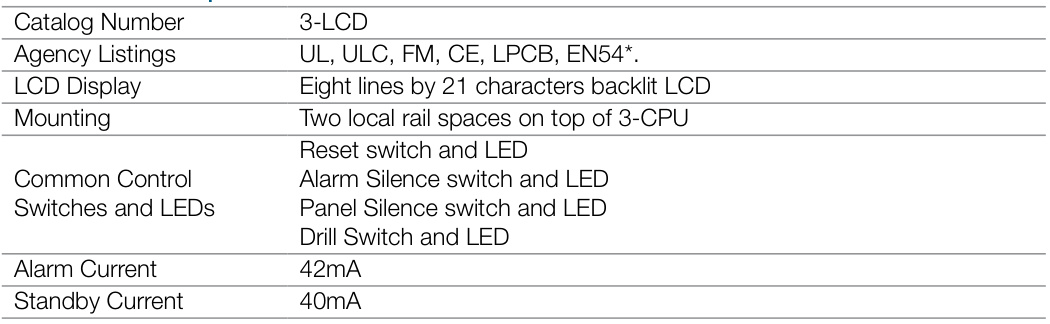 Catalog Number 3-LCD
Agency Listings UL, ULC, FM, CE, LPCB, EN54*.
LCD Display Eight lines by 21 characters backlit LCD
Mounting Two local rail spaces on top of 3-CPU
Common Control Switches and LEDs
Reset switch and LED
Alarm Silence switch and LED
Panel Silence switch and LED
Drill Switch and LED
Alarm Current 42mA
Standby Current 40mA